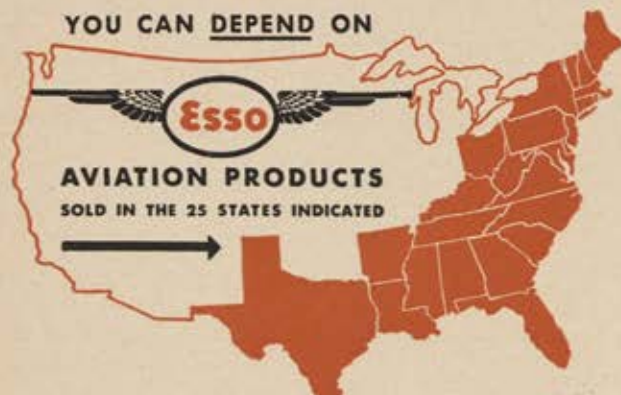 YOU CAN DEPEND ON
Esso
AVIATION PRODUCTS
SOLD IN THE 25 STATES INDICATED